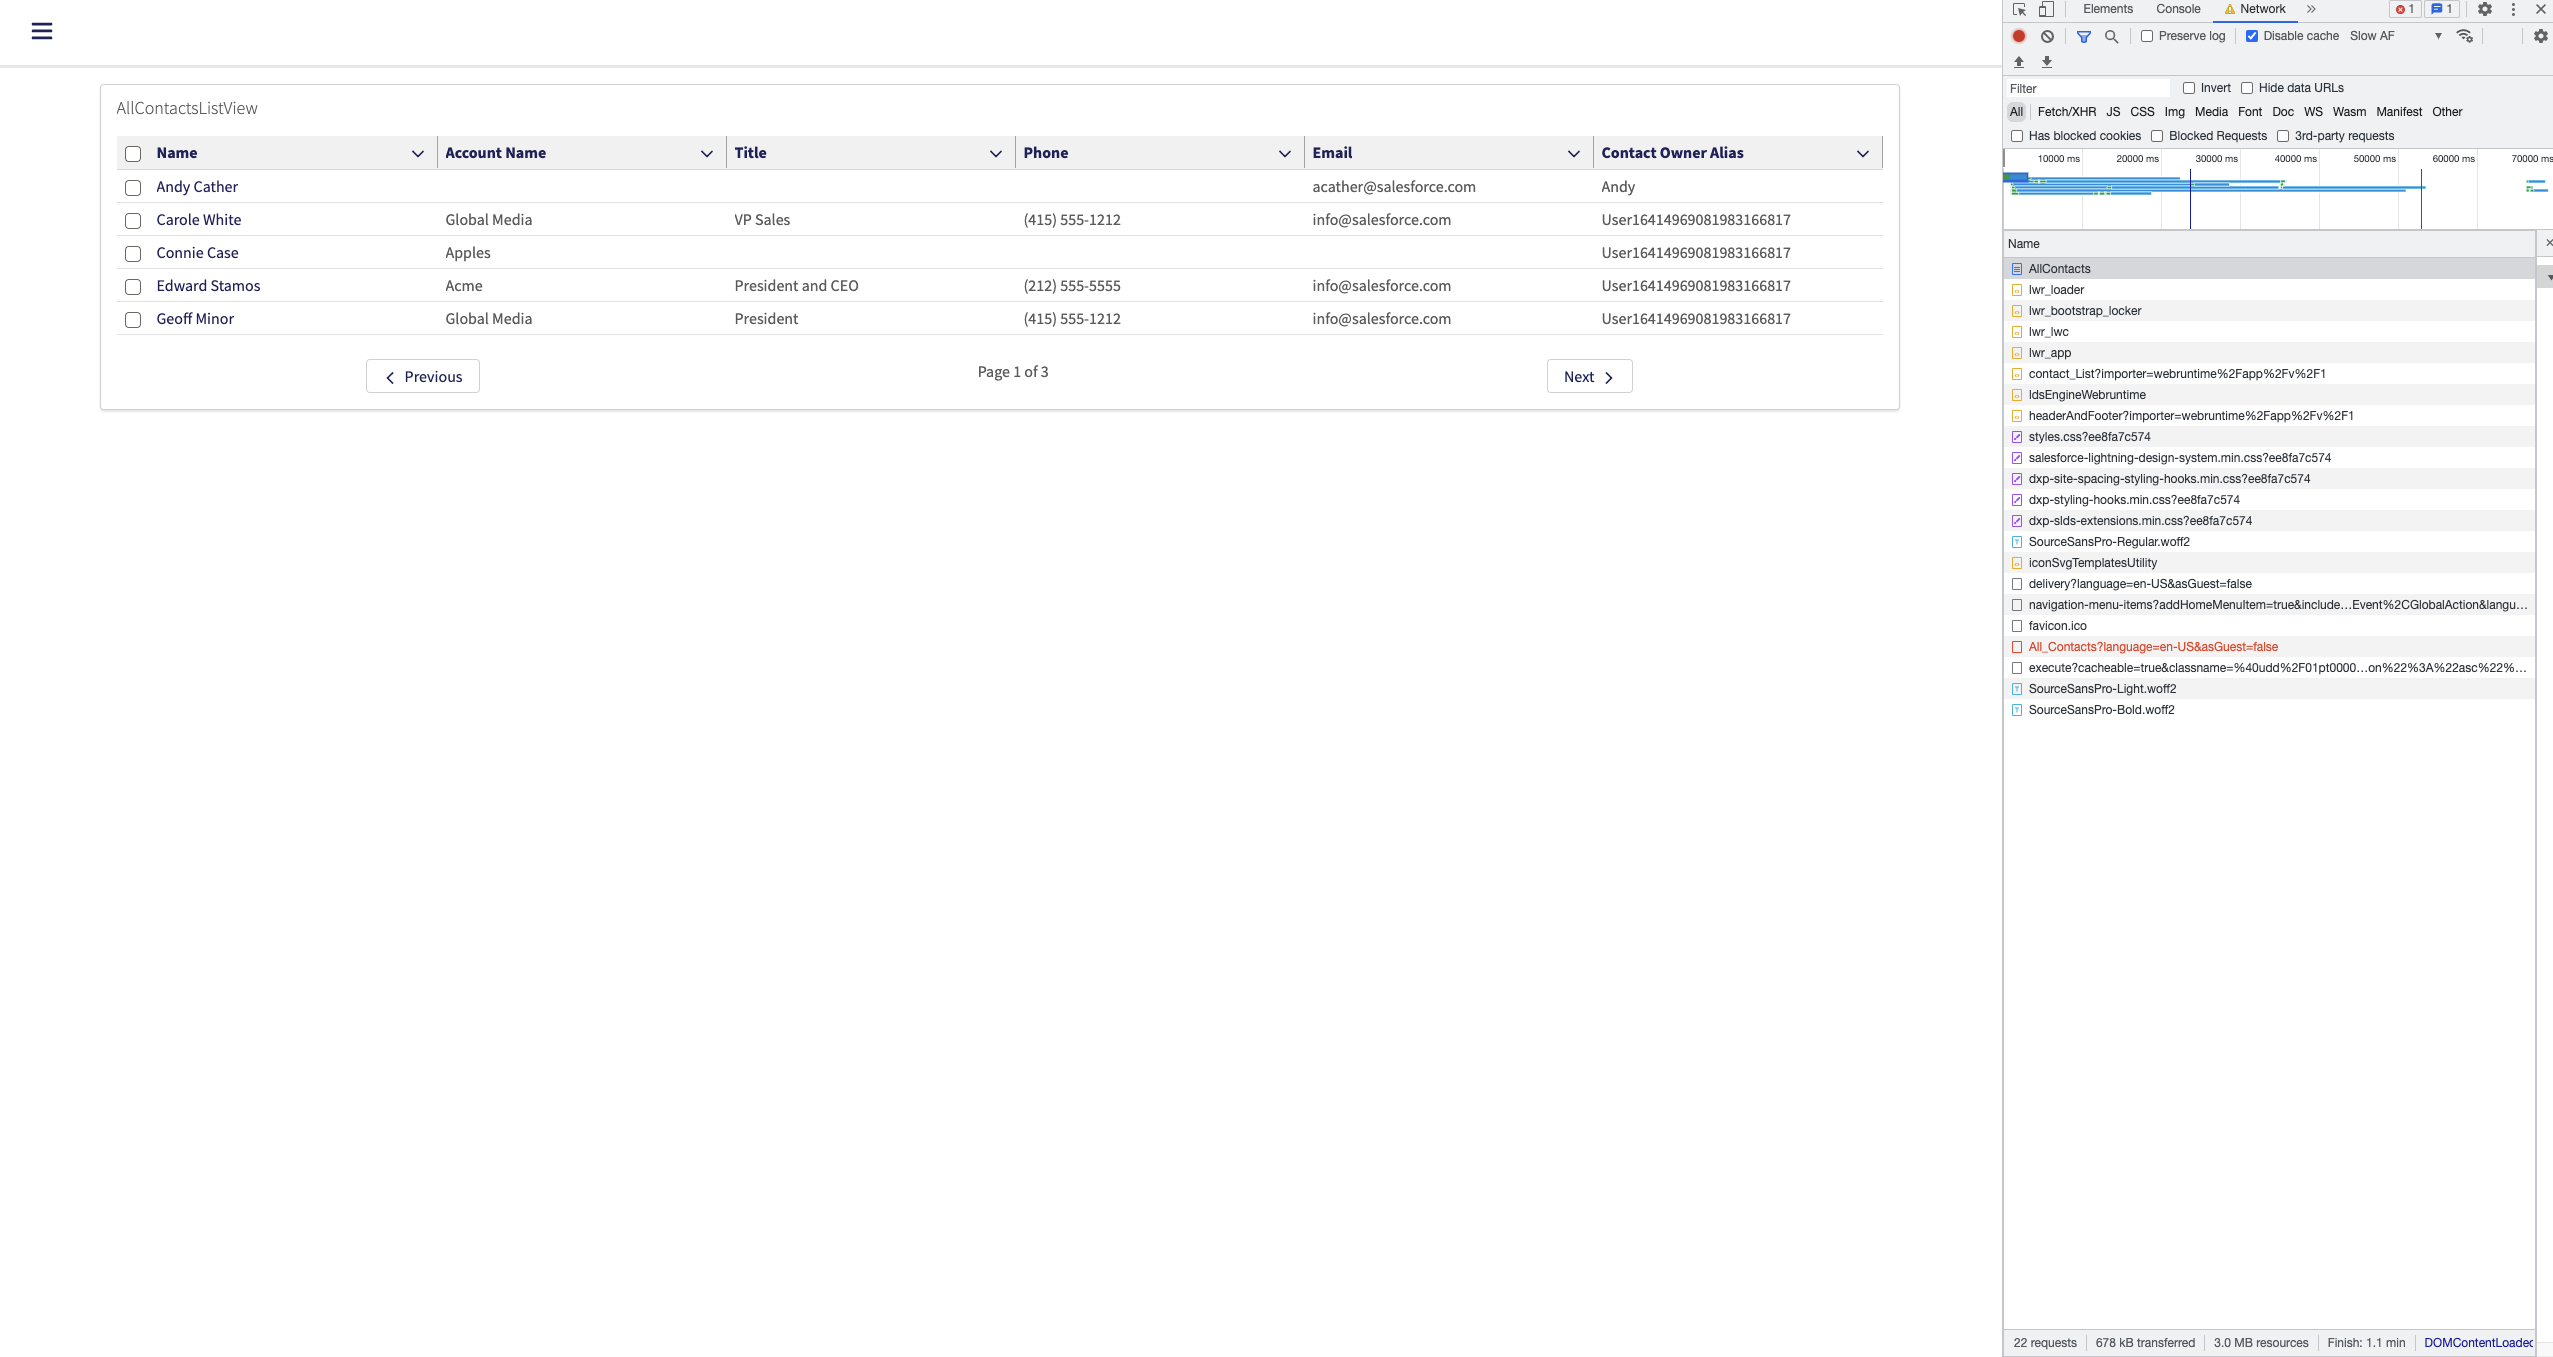 AllContactsListView
Name Account Name Title Phone Email Contact Owner Alias
Andy Cather acather@salesforce.com Andy
Carole White Global Media VP Sales (415) 555-1212 info@salesforce.com User16414969081983166817
Connie Case Apples User16414969081983166817
Edward Stamos Acme President and CEO (212) 555-5555 info@salesforce.com User16414969081983166817
Geoff Minor Global Media President (415) 555-1212 info@salesforce.com User16414969081983166817
Previous Page 1 of 3 Next
Elements Console Network » 1 1
Preserve log Disable cache Slow AF
Filter Invert Hide data URLs
All Fetch/XHR JS CSS Img Media Font Doc WS Wasm Manifest Other
Has blocked cookies Blocked Requests 3rd-party requests
10000 ms 20000 ms 30000 ms 40000 ms 50000 ms 60000 ms 70000 ms
Name
AllContacts
lwr_loader
lwr_bootstrap_locker
lwr_lwc
lwr_app
contact_List?importer=webruntime%2Fapp%2Fv%2F1
ldsEngineWebruntime
headerAndFooter?importer=webruntime%2Fapp%2Fv%2F1
styles.css?ee8fa7c574
salesforce-lightning-design-system.min.css?ee8fa7c574
dxp-site-spacing-styling-hooks.min.css?ee8fa7c574
dxp-styling-hooks.min.css?ee8fa7c574
dxp-slds-extensions.min.css?ee8fa7c574
SourceSansPro-Regular.woff2
iconSvgTemplatesUtility
delivery?language=en-US&asGuest=false
navigation-menu-items?addHomeMenuItem=true&include...Event%2CGlobalAction&langu...
favicon.ico
All_Contacts?language=en-US&asGuest=false
execute?cacheable=true&classname=%40udd%2F01pt0000...on%22%3A%22asc%22%...
SourceSansPro-Light.woff2
SourceSansPro-Bold.woff2
22 requests 678 kB transferred 3.0 MB resources Finish: 1.1 min DOMContentLoaded